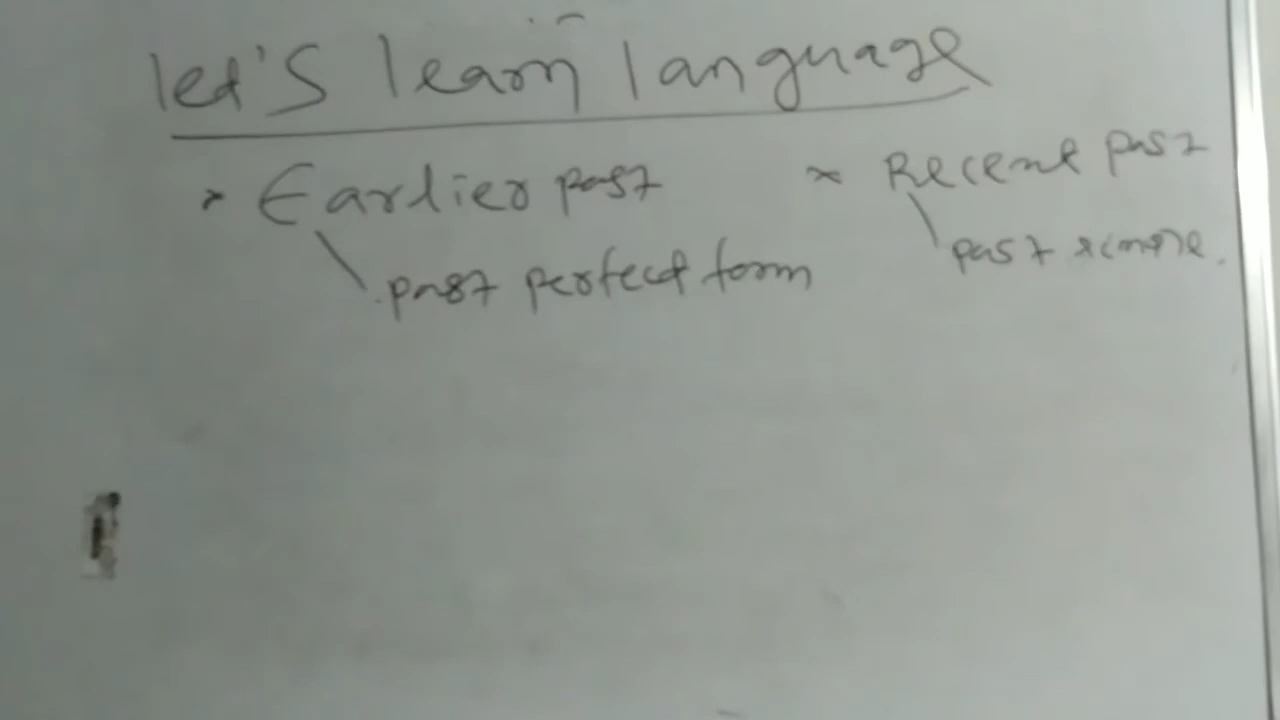 let's learn language
× Earlier past × Recent past
past perfect form past simple.